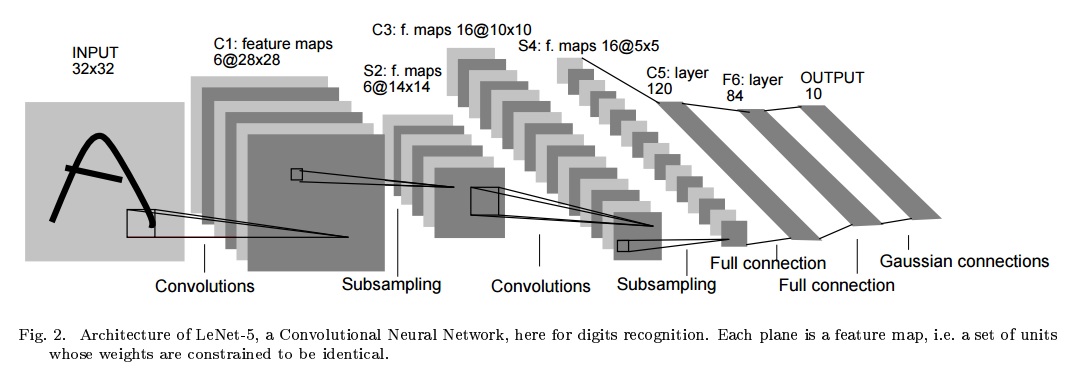 INPUT
32x32
C1: feature maps
6@28x28
S2: f. maps
6@14x14
C3: f. maps 16@10x10
S4: f. maps 16@5x5
C5: layer
120
F6: layer
84
OUTPUT
10
Convolutions
Subsampling
Convolutions
Subsampling
Full connection
Full connection
Gaussian connections
Fig. 2. Architecture of LeNet-5, a Convolutional Neural Network, here for digits recognition. Each plane is a feature map, i.e. a set of units
whose weights are constrained to be identical.